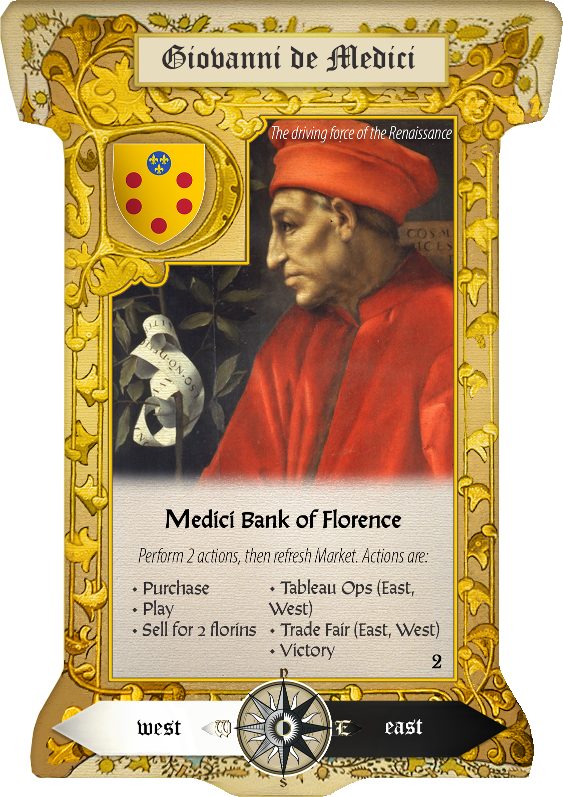 Giovanni de Medici
The driving force of the Renaissance
COSM
Medici Bank of Florence
Perform 2 actions, then refresh Market. Actions are:
• Purchase
• Play
• Sell for 2 florins
• Tableau Ops (East,
West)
• Trade Fair (East, West)
• Victory
2
west
W
E
east
S